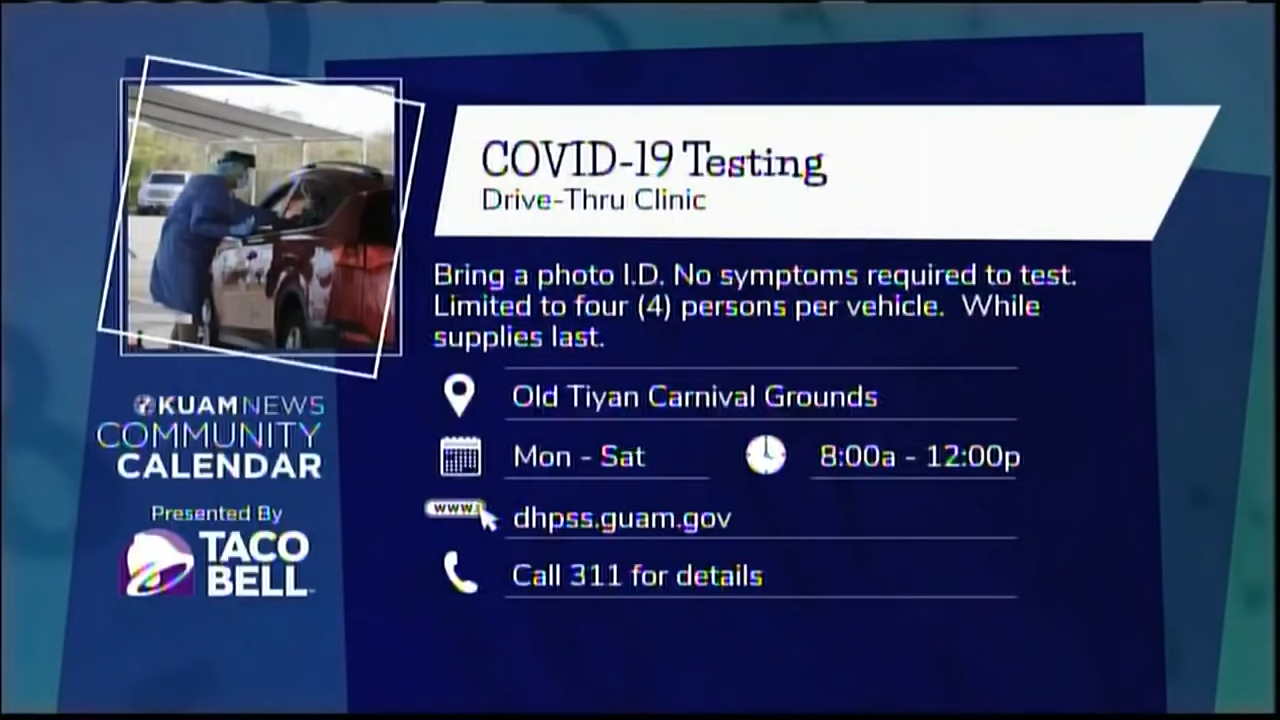 COVID-19 Testing
Drive-Thru Clinic
Bring a photo I.D. No symptoms required to test.
Limited to four (4) persons per vehicle. While
supplies last.
Old Tiyan Carnival Grounds
Mon - Sat
8:00a - 12:00p
www.
dhpss.guam.gov
Call 311 for details
KUAMNEWS
COMMUNITY
CALENDAR
Presented By
TACO
BELL